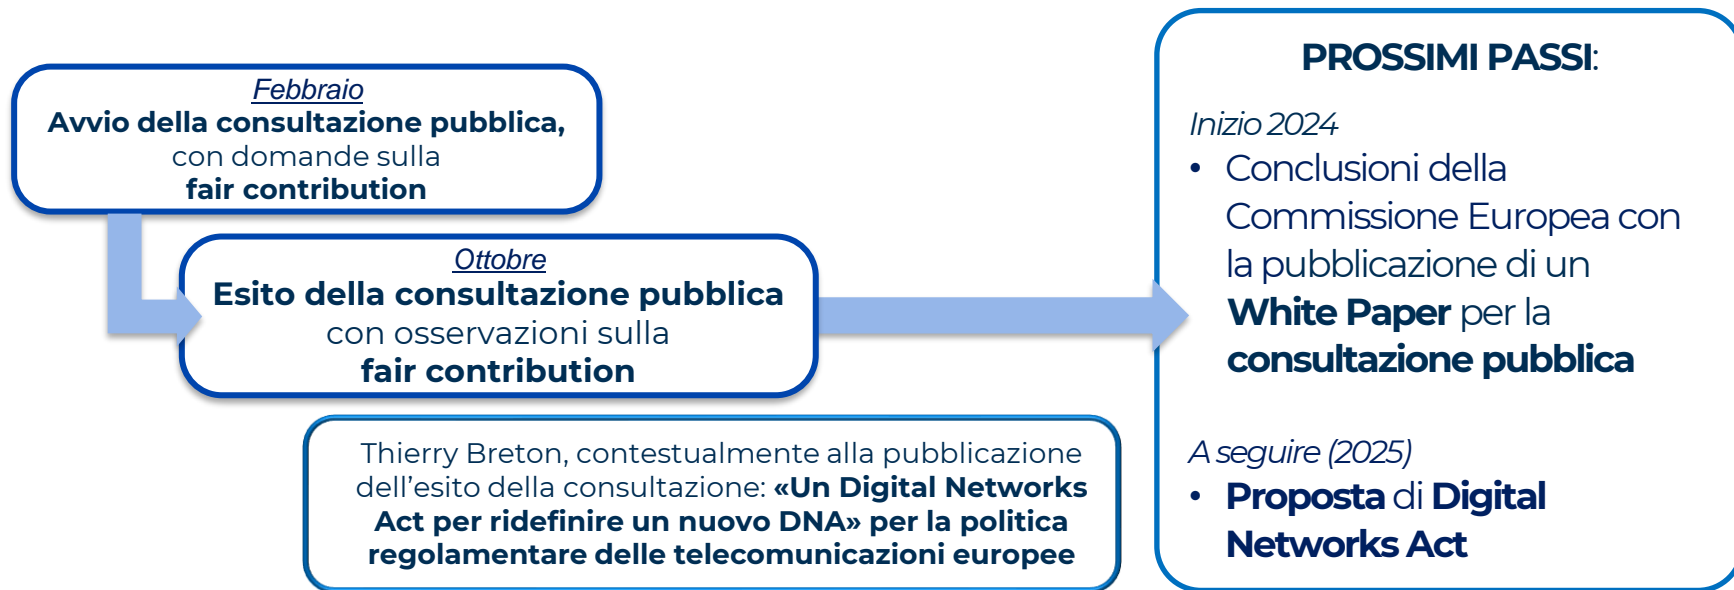 Febbraio
Avvio della consultazione pubblica,
con domande sulla
fair contribution
Ottobre
Esito della consultazione pubblica
con osservazioni sulla
fair contribution
Thierry Breton, contestualmente alla pubblicazione
dell’esito della consultazione: «Un Digital Networks
Act per ridefinire un nuovo DNA» per la politica
regolamentare delle telecomunicazioni europee
PROSSIMI PASSI:
Inizio 2024
• Conclusioni della
Commissione Europea con
la pubblicazione di un
White Paper per la
consultazione pubblica
A seguire (2025)
• Proposta di Digital
Networks Act